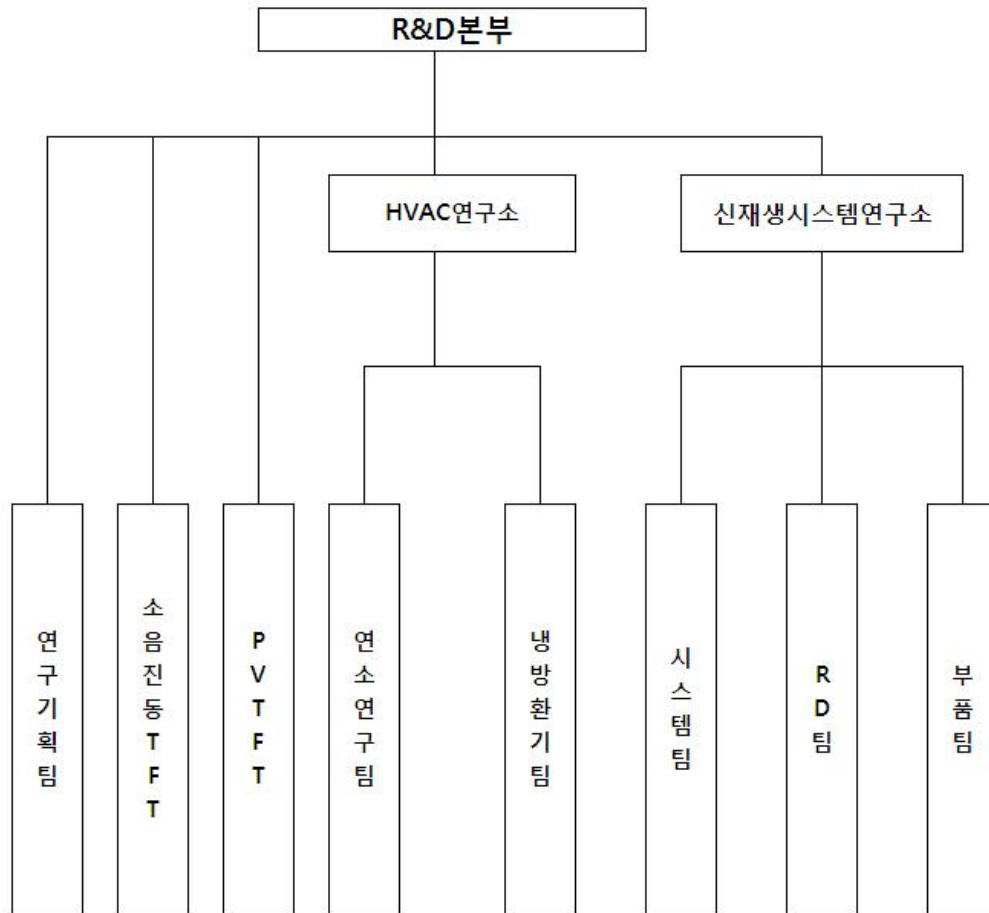 R&D본부
HVAC연구소
신재생시스템연구소
연구기획팀
소음진동TFT
PVTFT
연소연구팀
냉방환기팀
시스템팀
RD팀
부품팀